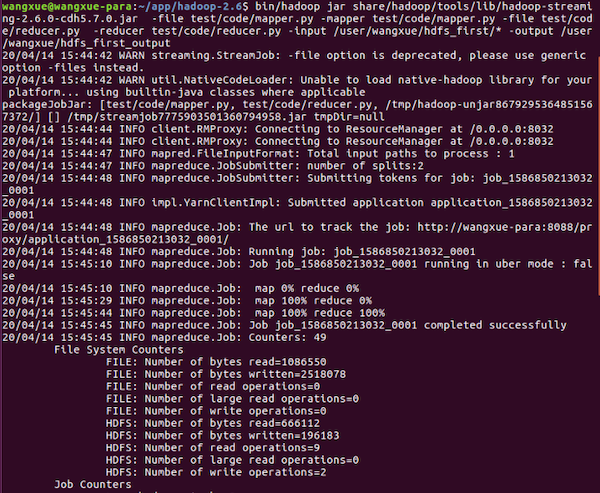 wangxue@wangxue-para:~/app/hadoop-2.6$ bin/hadoop jar share/hadoop/tools/lib/hadoop-streami
ng-2.6.0-cdh5.7.0.jar  -file test/code/mapper.py -mapper test/code/mapper.py -file test/cod
e/reducer.py  -reducer test/code/reducer.py -input /user/wangxue/hdfs_first/* -output /user
/wangxue/hdfs_first_output
20/04/14 15:44:42 WARN streaming.StreamJob: -file option is deprecated, please use generic
option -files instead.
20/04/14 15:44:42 WARN util.NativeCodeLoader: Unable to load native-hadoop library for your
 platform... using builtin-java classes where applicable
packageJobJar: [test/code/mapper.py, test/code/reducer.py, /tmp/hadoop-unjar867929536485156
7372/] [] /tmp/streamjob7775903501360794958.jar tmpDir=null
20/04/14 15:44:44 INFO client.RMProxy: Connecting to ResourceManager at /0.0.0.0:8032
20/04/14 15:44:44 INFO client.RMProxy: Connecting to ResourceManager at /0.0.0.0:8032
20/04/14 15:44:47 INFO mapred.FileInputFormat: Total input paths to process : 1
20/04/14 15:44:47 INFO mapreduce.JobSubmitter: number of splits:2
20/04/14 15:44:48 INFO mapreduce.JobSubmitter: Submitting tokens for job: job_1586850213032
_0001
20/04/14 15:44:48 INFO impl.YarnClientImpl: Submitted application application_1586850213032
_0001
20/04/14 15:44:48 INFO mapreduce.Job: The url to track the job: http://wangxue-para:8088/pr
oxy/application_1586850213032_0001/
20/04/14 15:44:48 INFO mapreduce.Job: Running job: job_1586850213032_0001
20/04/14 15:45:10 INFO mapreduce.Job: Job job_1586850213032_0001 running in uber mode : fal
se
20/04/14 15:45:10 INFO mapreduce.Job:  map 0% reduce 0%
20/04/14 15:45:29 INFO mapreduce.Job:  map 100% reduce 0%
20/04/14 15:45:44 INFO mapreduce.Job:  map 100% reduce 100%
20/04/14 15:45:45 INFO mapreduce.Job: Job job_1586850213032_0001 completed successfully
20/04/14 15:45:45 INFO mapreduce.Job: Counters: 49
File System Counters
FILE: Number of bytes read=1086550
FILE: Number of bytes written=2518078
FILE: Number of read operations=0
FILE: Number of large read operations=0
FILE: Number of write operations=0
HDFS: Number of bytes read=666112
HDFS: Number of bytes written=196183
HDFS: Number of read operations=9
HDFS: Number of large read operations=0
HDFS: Number of write operations=2
Job Counters